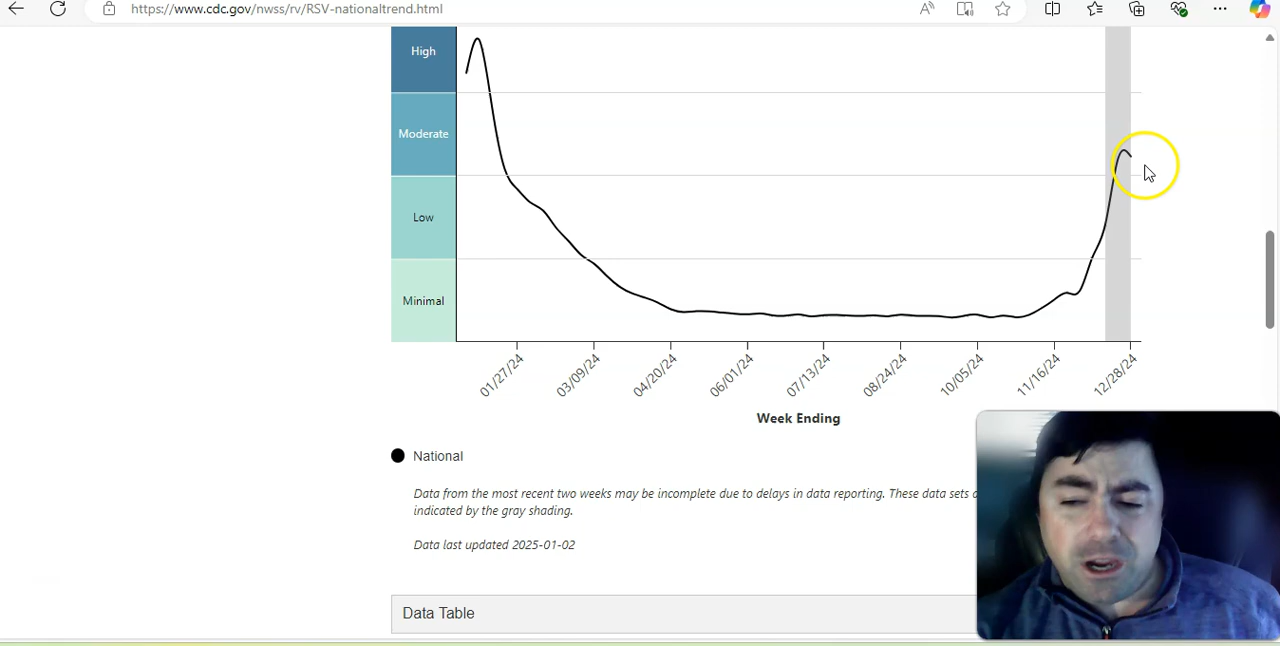 https://www.cdc.gov/nwss/rv/RSV-nationaltrend.html
High
Moderate
Low
Minimal
01/27/24
03/09/24
04/20/24
06/01/24
07/13/24
08/24/24
10/05/24
11/16/24
12/28/24
Week Ending
National
Data from the most recent two weeks may be incomplete due to delays in data reporting. These data sets
indicated by the gray shading.
Data last updated 2025-01-02
Data Table